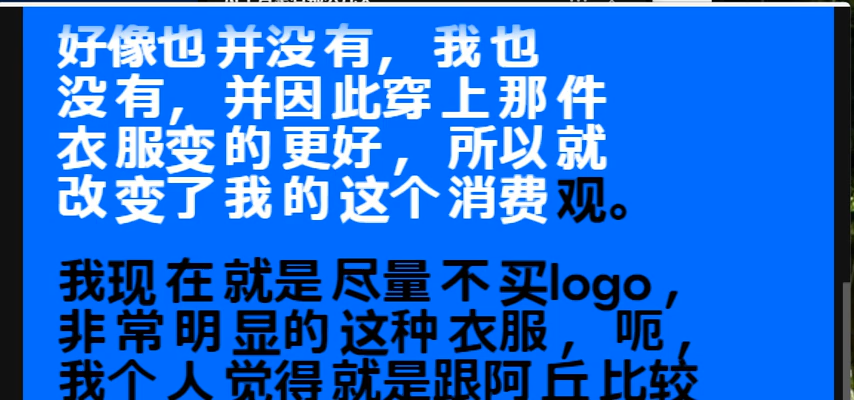 好像也并没有，我也
没有，并因此穿上那件
衣服变的更好，所以就
改变了我的这个消费观。
我现在就是尽量不买logo，
非常明显的这种衣服，呃，
我个人觉得就是跟阿丘比较